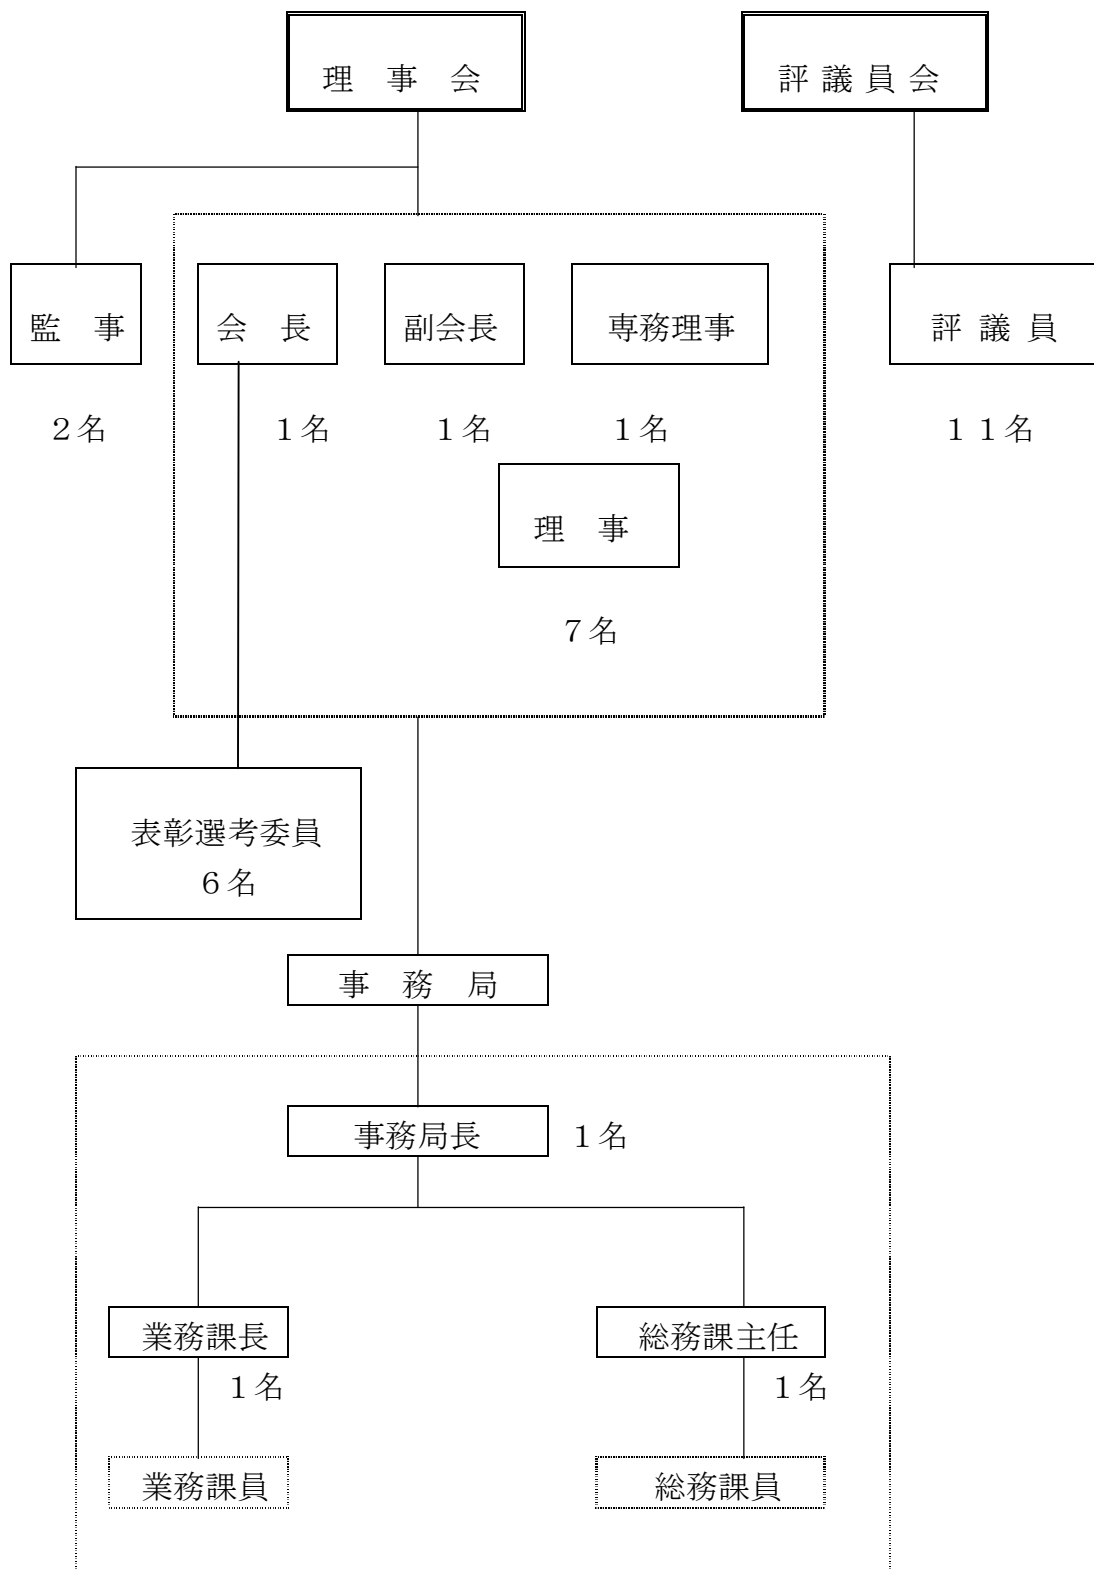 理　事　会
評 議 員 会
監　事
会　長
副会長
専務理事
評 議 員
２名
１名
１名
１名
１１名
理　事
７名
表彰選考委員
６名
事　務　局
事務局長
１名
業務課長
総務課主任
１名
１名
業務課員
総務課員